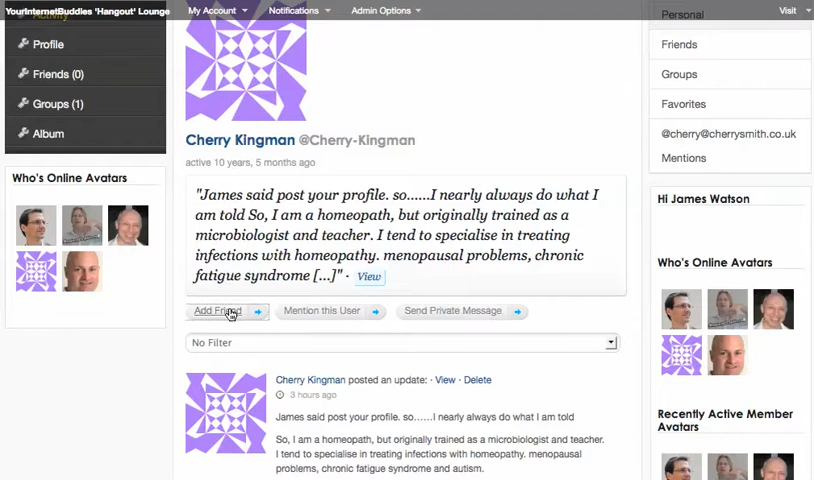 YourInternetBuddies 'Hangout' Lounge My Account Notifications Admin Options Visit
Activity
Profile
Friends (0)
Groups (1)
Album
Who's Online Avatars
Cherry Kingman @Cherry-Kingman
active 10 years, 5 months ago
"James said post your profile. so......I nearly always do what I
am told So, I am a homeopath, but originally trained as a
microbiologist and teacher. I tend to specialise in treating
infections with homeopathy. menopausal problems, chronic
fatigue syndrome [...]" · View
Add Friend Mention this User Send Private Message
No Filter
Cherry Kingman posted an update: · View · Delete
3 hours ago
James said post your profile. so......I nearly always do what I am told
So, I am a homeopath, but originally trained as a microbiologist and teacher.
I tend to specialise in treating infections with homeopathy. menopausal
problems, chronic fatigue syndrome and autism.
Personal
Friends
Groups
Favorites
@cherry@cherrysmith.co.uk
Mentions
Hi James Watson
Who's Online Avatars
Recently Active Member
Avatars